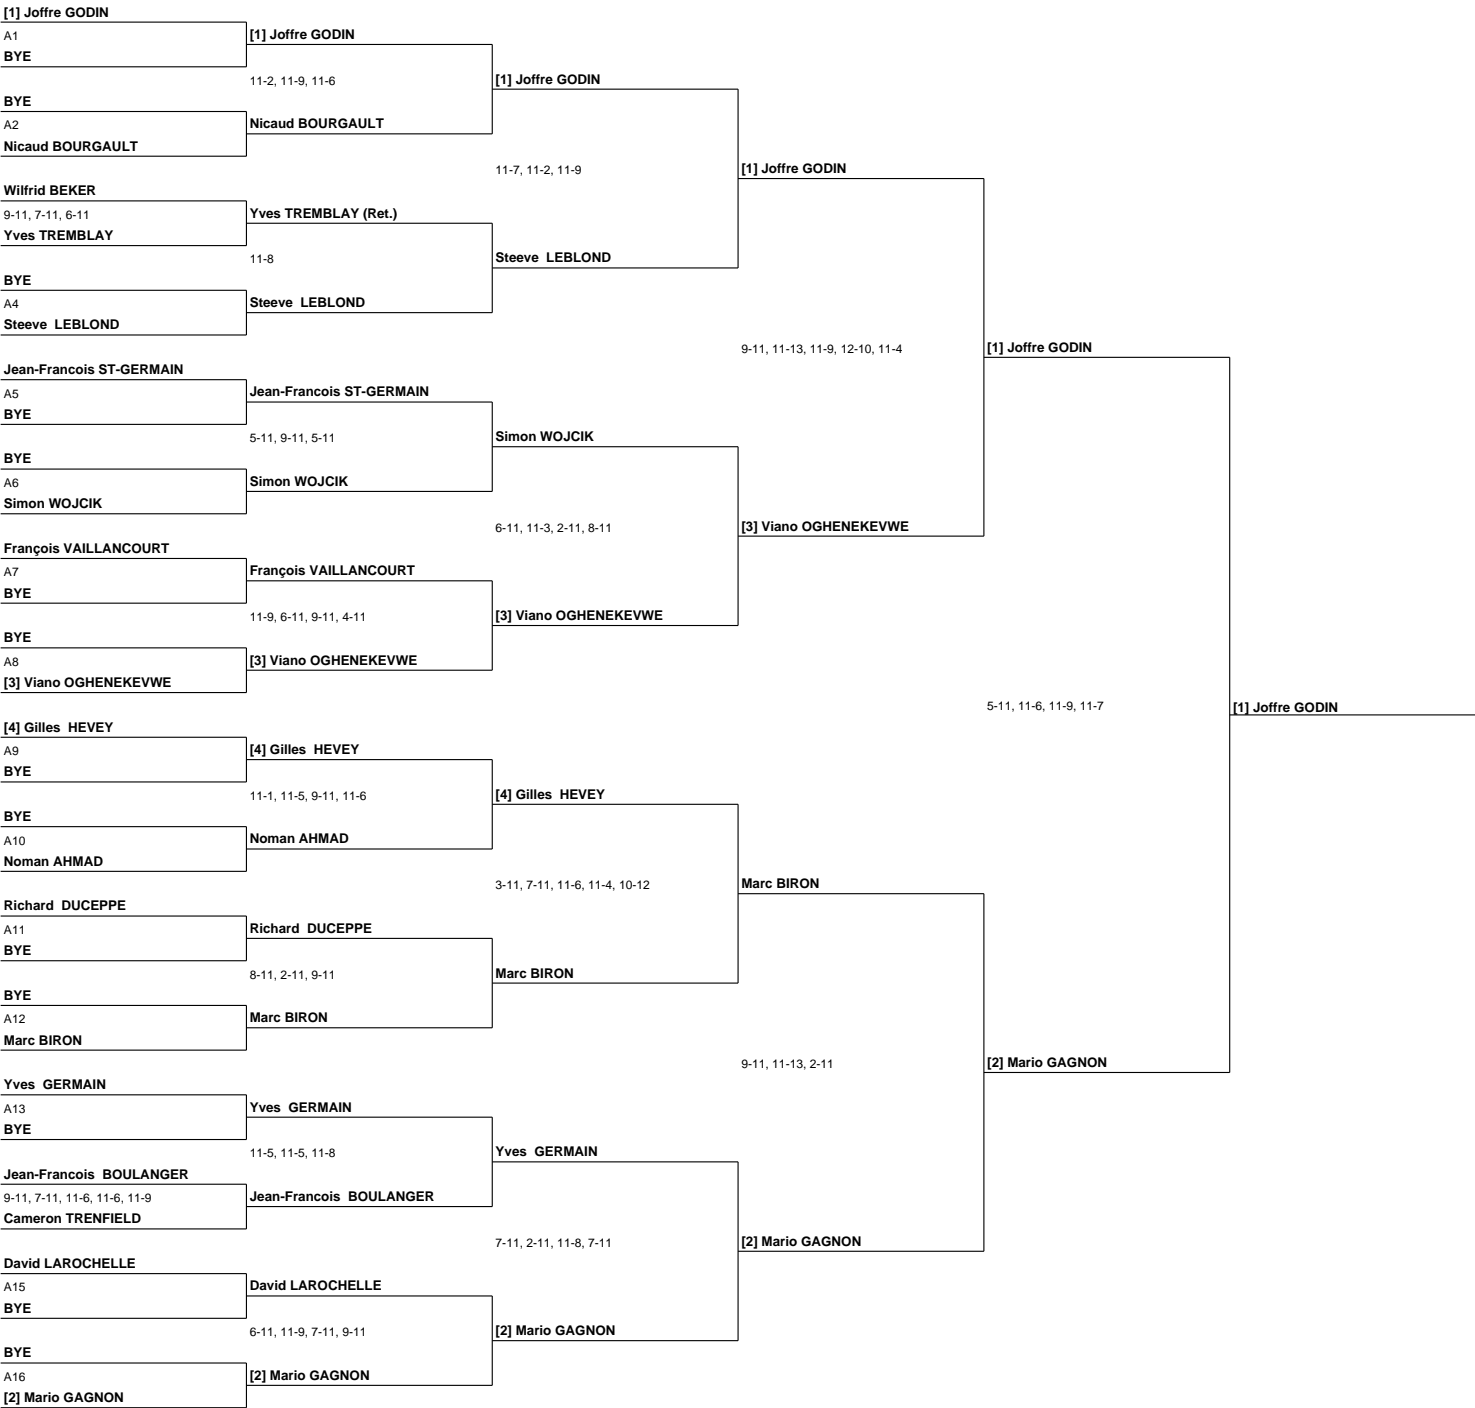 [1] Joffre GODIN
A1
BYE
BYE
A2
Nicaud BOURGAULT
Wilfrid BEKER
9-11, 7-11, 6-11
Yves TREMBLAY
BYE
A4
Steeve LEBLOND
Jean-Francois ST-GERMAIN
A5
BYE
BYE
A6
Simon WOJCIK
François VAILLANCOURT
A7
BYE
BYE
A8
[3] Viano OGHENEKEVWE
[4] Gilles HEVEY
A9
BYE
BYE
A10
Noman AHMAD
Richard DUCEPPE
A11
BYE
BYE
A12
Marc BIRON
Yves GERMAIN
A13
BYE
Jean-Francois BOULANGER
9-11, 7-11, 11-6, 11-6, 11-9
Cameron TRENFIELD
David LAROCHELLE
A15
BYE
BYE
A16
[2] Mario GAGNON
[1] Joffre GODIN
11-2, 11-9, 11-6
Nicaud BOURGAULT
Yves TREMBLAY (Ret.)
11-8
Steeve LEBLOND
Jean-Francois ST-GERMAIN
5-11, 9-11, 5-11
Simon WOJCIK
François VAILLANCOURT
11-9, 6-11, 9-11, 4-11
[3] Viano OGHENEKEVWE
[4] Gilles HEVEY
11-1, 11-5, 9-11, 11-6
Noman AHMAD
Richard DUCEPPE
8-11, 2-11, 9-11
Marc BIRON
Yves GERMAIN
11-5, 11-5, 11-8
Jean-Francois BOULANGER
David LAROCHELLE
6-11, 11-9, 7-11, 9-11
[2] Mario GAGNON
[1] Joffre GODIN
11-7, 11-2, 11-9
Steeve LEBLOND
Simon WOJCIK
6-11, 11-3, 2-11, 8-11
[3] Viano OGHENEKEVWE
[4] Gilles HEVEY
3-11, 7-11, 11-6, 11-4, 10-12
Marc BIRON
Yves GERMAIN
7-11, 2-11, 11-8, 7-11
[2] Mario GAGNON
[1] Joffre GODIN
9-11, 11-13, 11-9, 12-10, 11-4
[3] Viano OGHENEKEVWE
Marc BIRON
9-11, 11-13, 2-11
[2] Mario GAGNON
[1] Joffre GODIN
5-11, 11-6, 11-9, 11-7
[2] Mario GAGNON
[1] Joffre GODIN